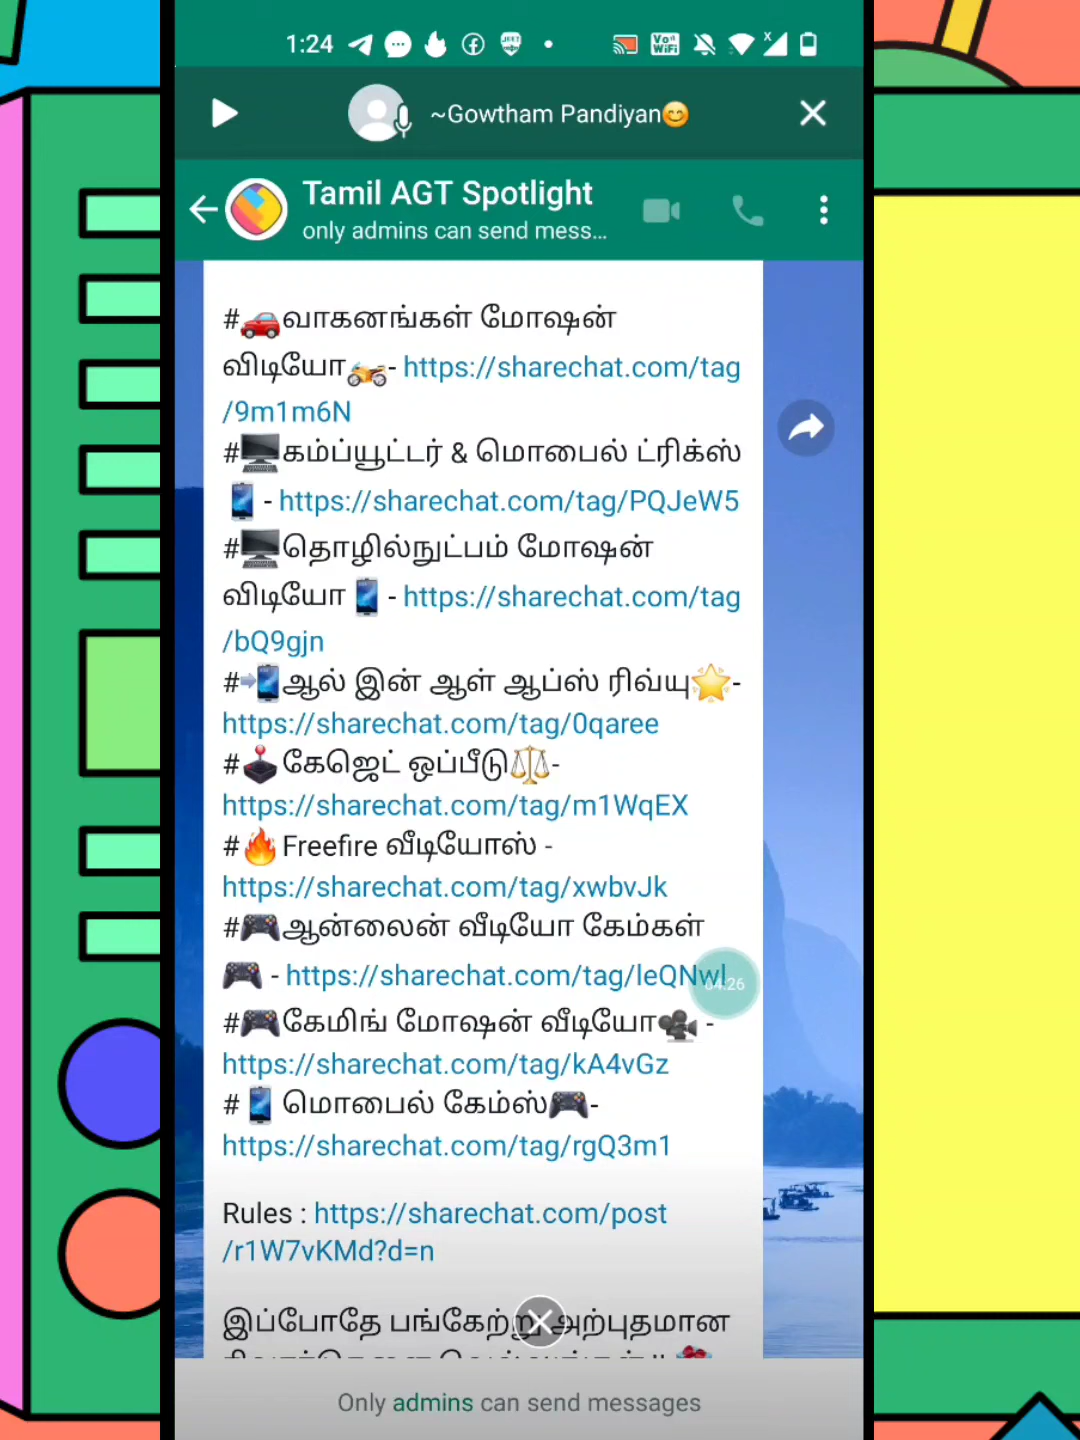 1:24
~Gowtham Pandiyan😊
Tamil AGT Spotlight
only admins can send mess...
#🚗வாகனங்கள் மோஷன்
விடியோ🏍️- https://sharechat.com/tag
/9m1m6N
#🖥️கம்ப்யூட்டர் & மொபைல் ட்ரிக்ஸ்
📱 - https://sharechat.com/tag/PQJeW5
#🖥️தொழில்நுட்பம் மோஷன்
விடியோ📱 - https://sharechat.com/tag
/bQ9gjn
#📲ஆல் இன் ஆள் ஆப்ஸ் ரிவ்யு🌟-
https://sharechat.com/tag/0qaree
#🕹️கேஜெட் ஒப்பீடு⚖️-
https://sharechat.com/tag/m1WqEX
#🔥Freefire வீடியோஸ் -
https://sharechat.com/tag/xwbvJk
#🎮ஆன்லைன் வீடியோ கேம்கள்
🎮 - https://sharechat.com/tag/leQNwl
04:26
#🎮கேமிங் மோஷன் வீடியோ🎥 -
https://sharechat.com/tag/kA4vGz
#📱மொபைல் கேம்ஸ்🎮-
https://sharechat.com/tag/rgQ3m1
Rules : https://sharechat.com/post
/r1W7vKMd?d=n
இப்போதே பங்கேற்று அற்புதமான
Only admins can send messages